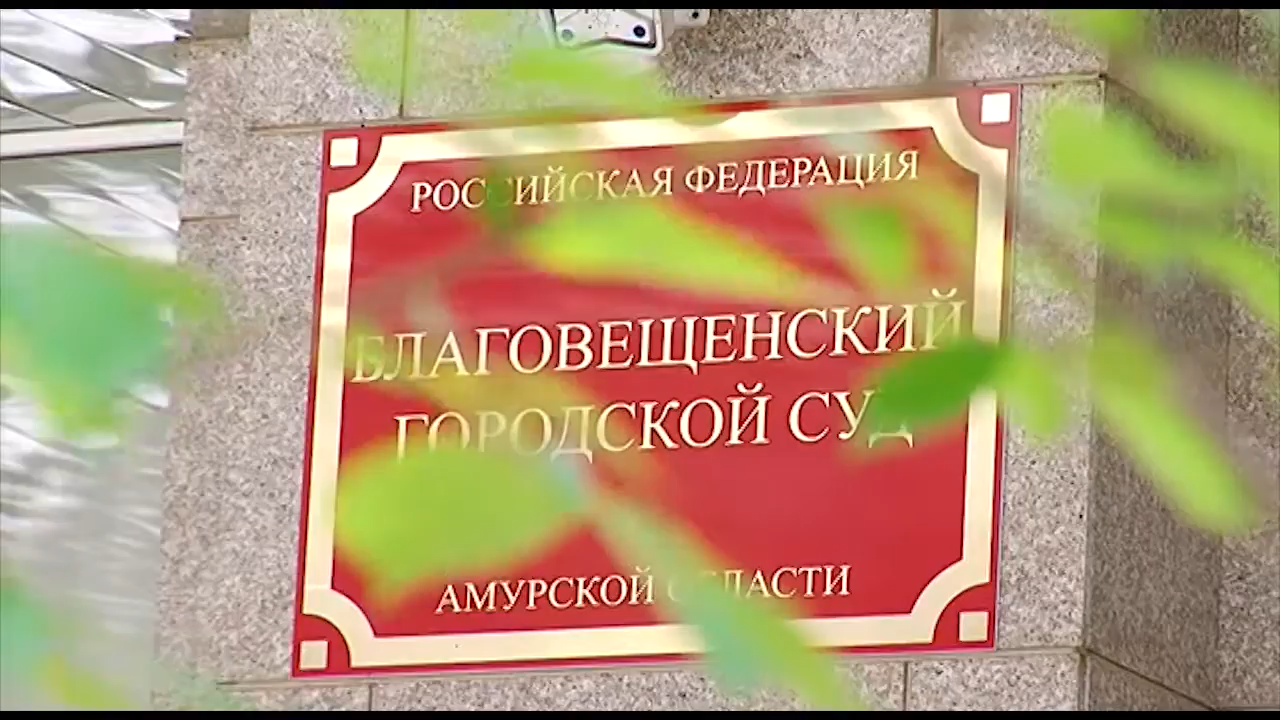 РОССИЙСКАЯ ФЕДЕРАЦИЯ
БЛАГОВЕЩЕНСКИЙ
ГОРОДСКОЙ СУД
АМУРСКОЙ ОБЛАСТИ